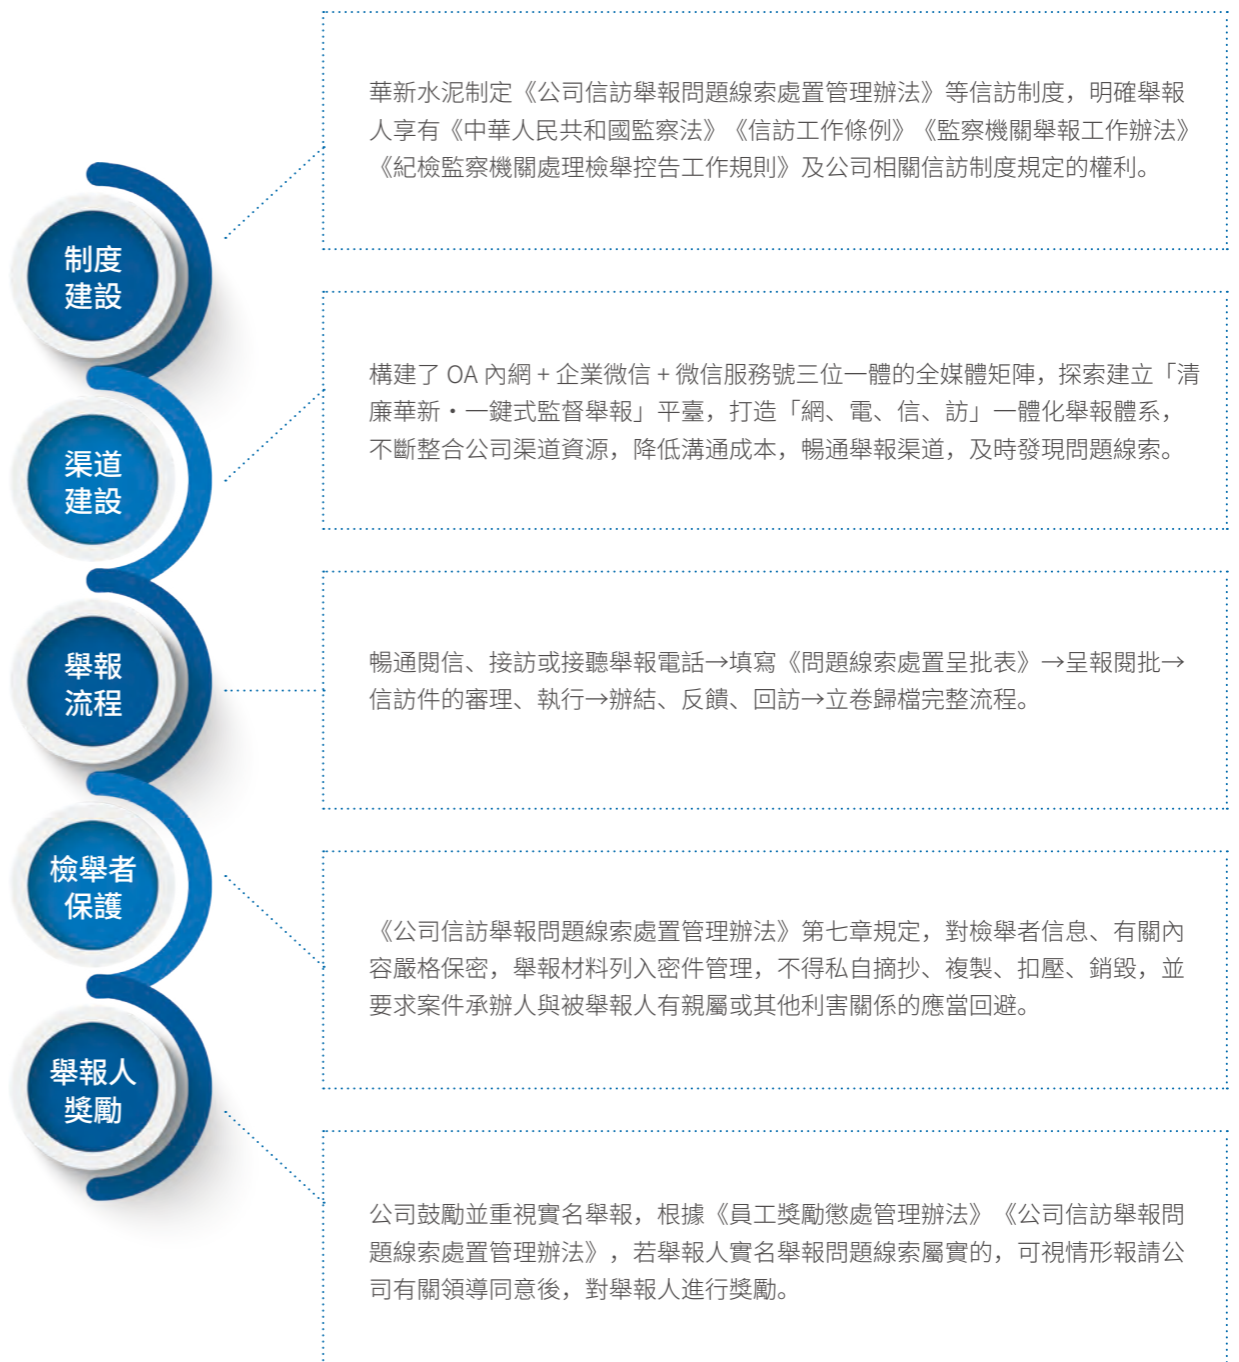 制度
建設
華新水泥制定《公司信訪舉報問題線索處置管理辦法》等信訪制度，明確舉報
人享有《中華人民共和國監察法》《信訪工作條例》《監察機關舉報工作辦法》
《紀檢監察機關處理檢舉控告工作規則》及公司相關信訪制度規定的權利。
渠道
建設
構建了 OA 內網 + 企業微信 + 微信服務號三位一體的全媒體矩陣，探索建立「清
廉華新・一鍵式監督舉報」平臺，打造「網、電、信、訪」一體化舉報體系，
不斷整合公司渠道資源，降低溝通成本，暢通舉報渠道，及時發現問題線索。
舉報
流程
暢通閱信、接訪或接聽舉報電話→填寫《問題線索處置呈批表》→呈報閱批→
信訪件的審理、執行→辦結、反饋、回訪→立卷歸檔完整流程。
檢舉者
保護
《公司信訪舉報問題線索處置管理辦法》第七章規定，對檢舉者信息、有關內
容嚴格保密，舉報材料列入密件管理，不得私自摘抄、複製、扣壓、銷毀，並
要求案件承辦人與被舉報人有親屬或其他利害關係的應當回避。
舉報人
獎勵
公司鼓勵並重視實名舉報，根據《員工獎勵懲處管理辦法》《公司信訪舉報問
題線索處置管理辦法》，若舉報人實名舉報問題線索屬實的，可視情形報請公
司有關領導同意後，對舉報人進行獎勵。